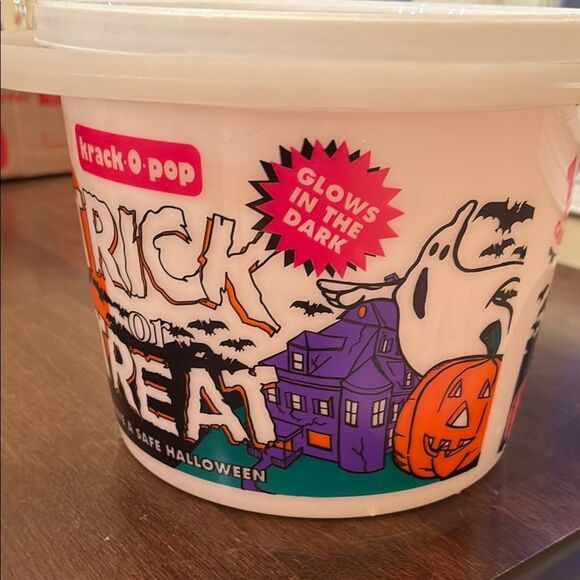 krack·O·pop
GLOWS
IN THE
DARK
TRICK
or
TREAT
A SAFE HALLOWEEN